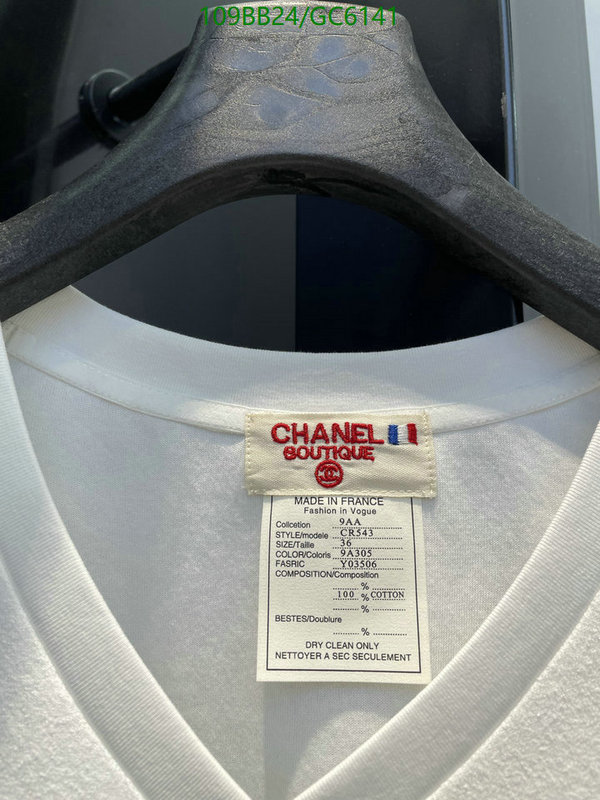 109BB24/GC6141
CHANEL
BOUTIQUE
MADE IN FRANCE
Fashion in Vogue
Collcetion 9AA
STYLE/modele CR543
SIZE/Taille 36
COLOR/Coloris 9A305
FASRIC Y03506
COMPOSITION/Composition
%
100 % COTTON
%
BESTES/Doublure
%
DRY CLEAN ONLY
NETTOYER A SEC SECULEMENT